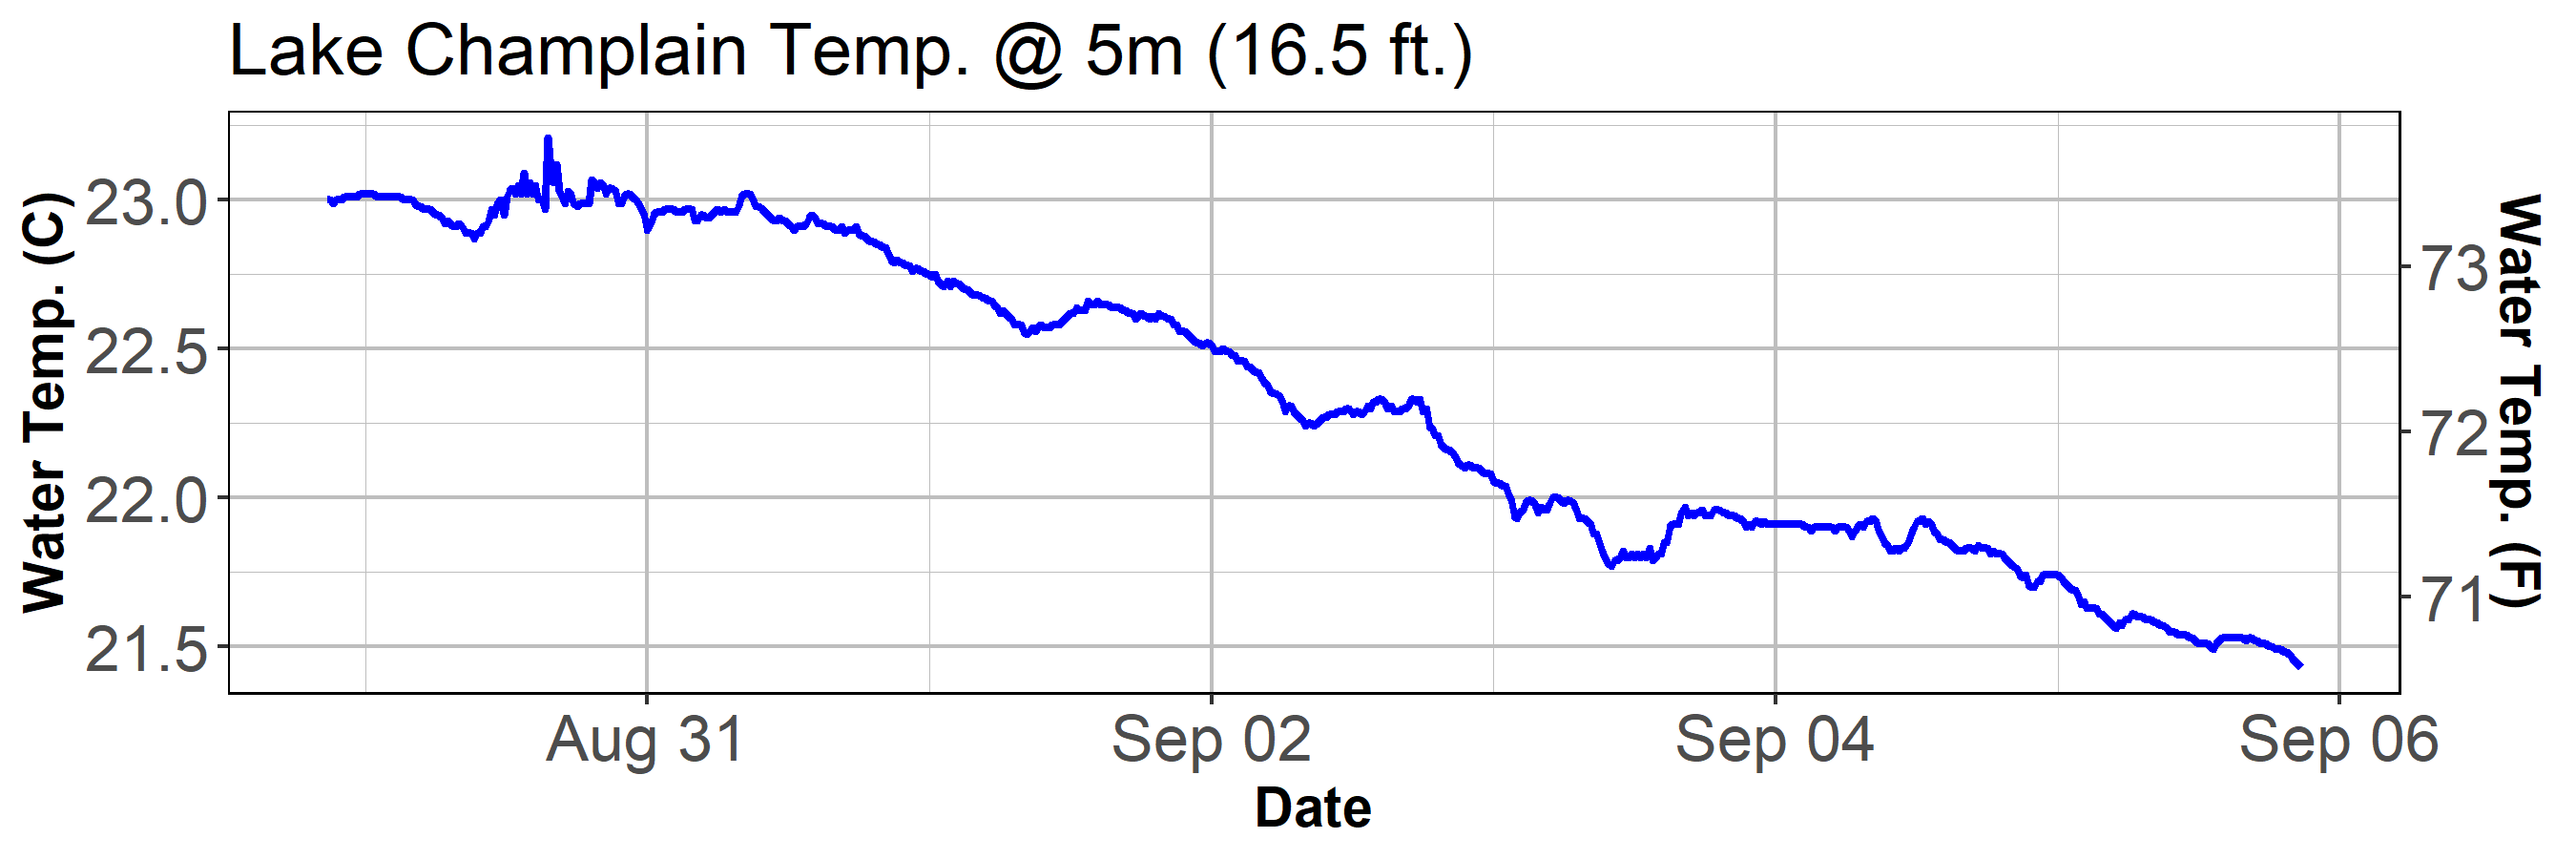 Lake Champlain Temp. @ 5m (16.5 ft.)
Water Temp. (C)
23.0
22.5
22.0
21.5
73
72
71
Water Temp. (F)
Aug 31
Sep 02
Sep 04
Sep 06
Date